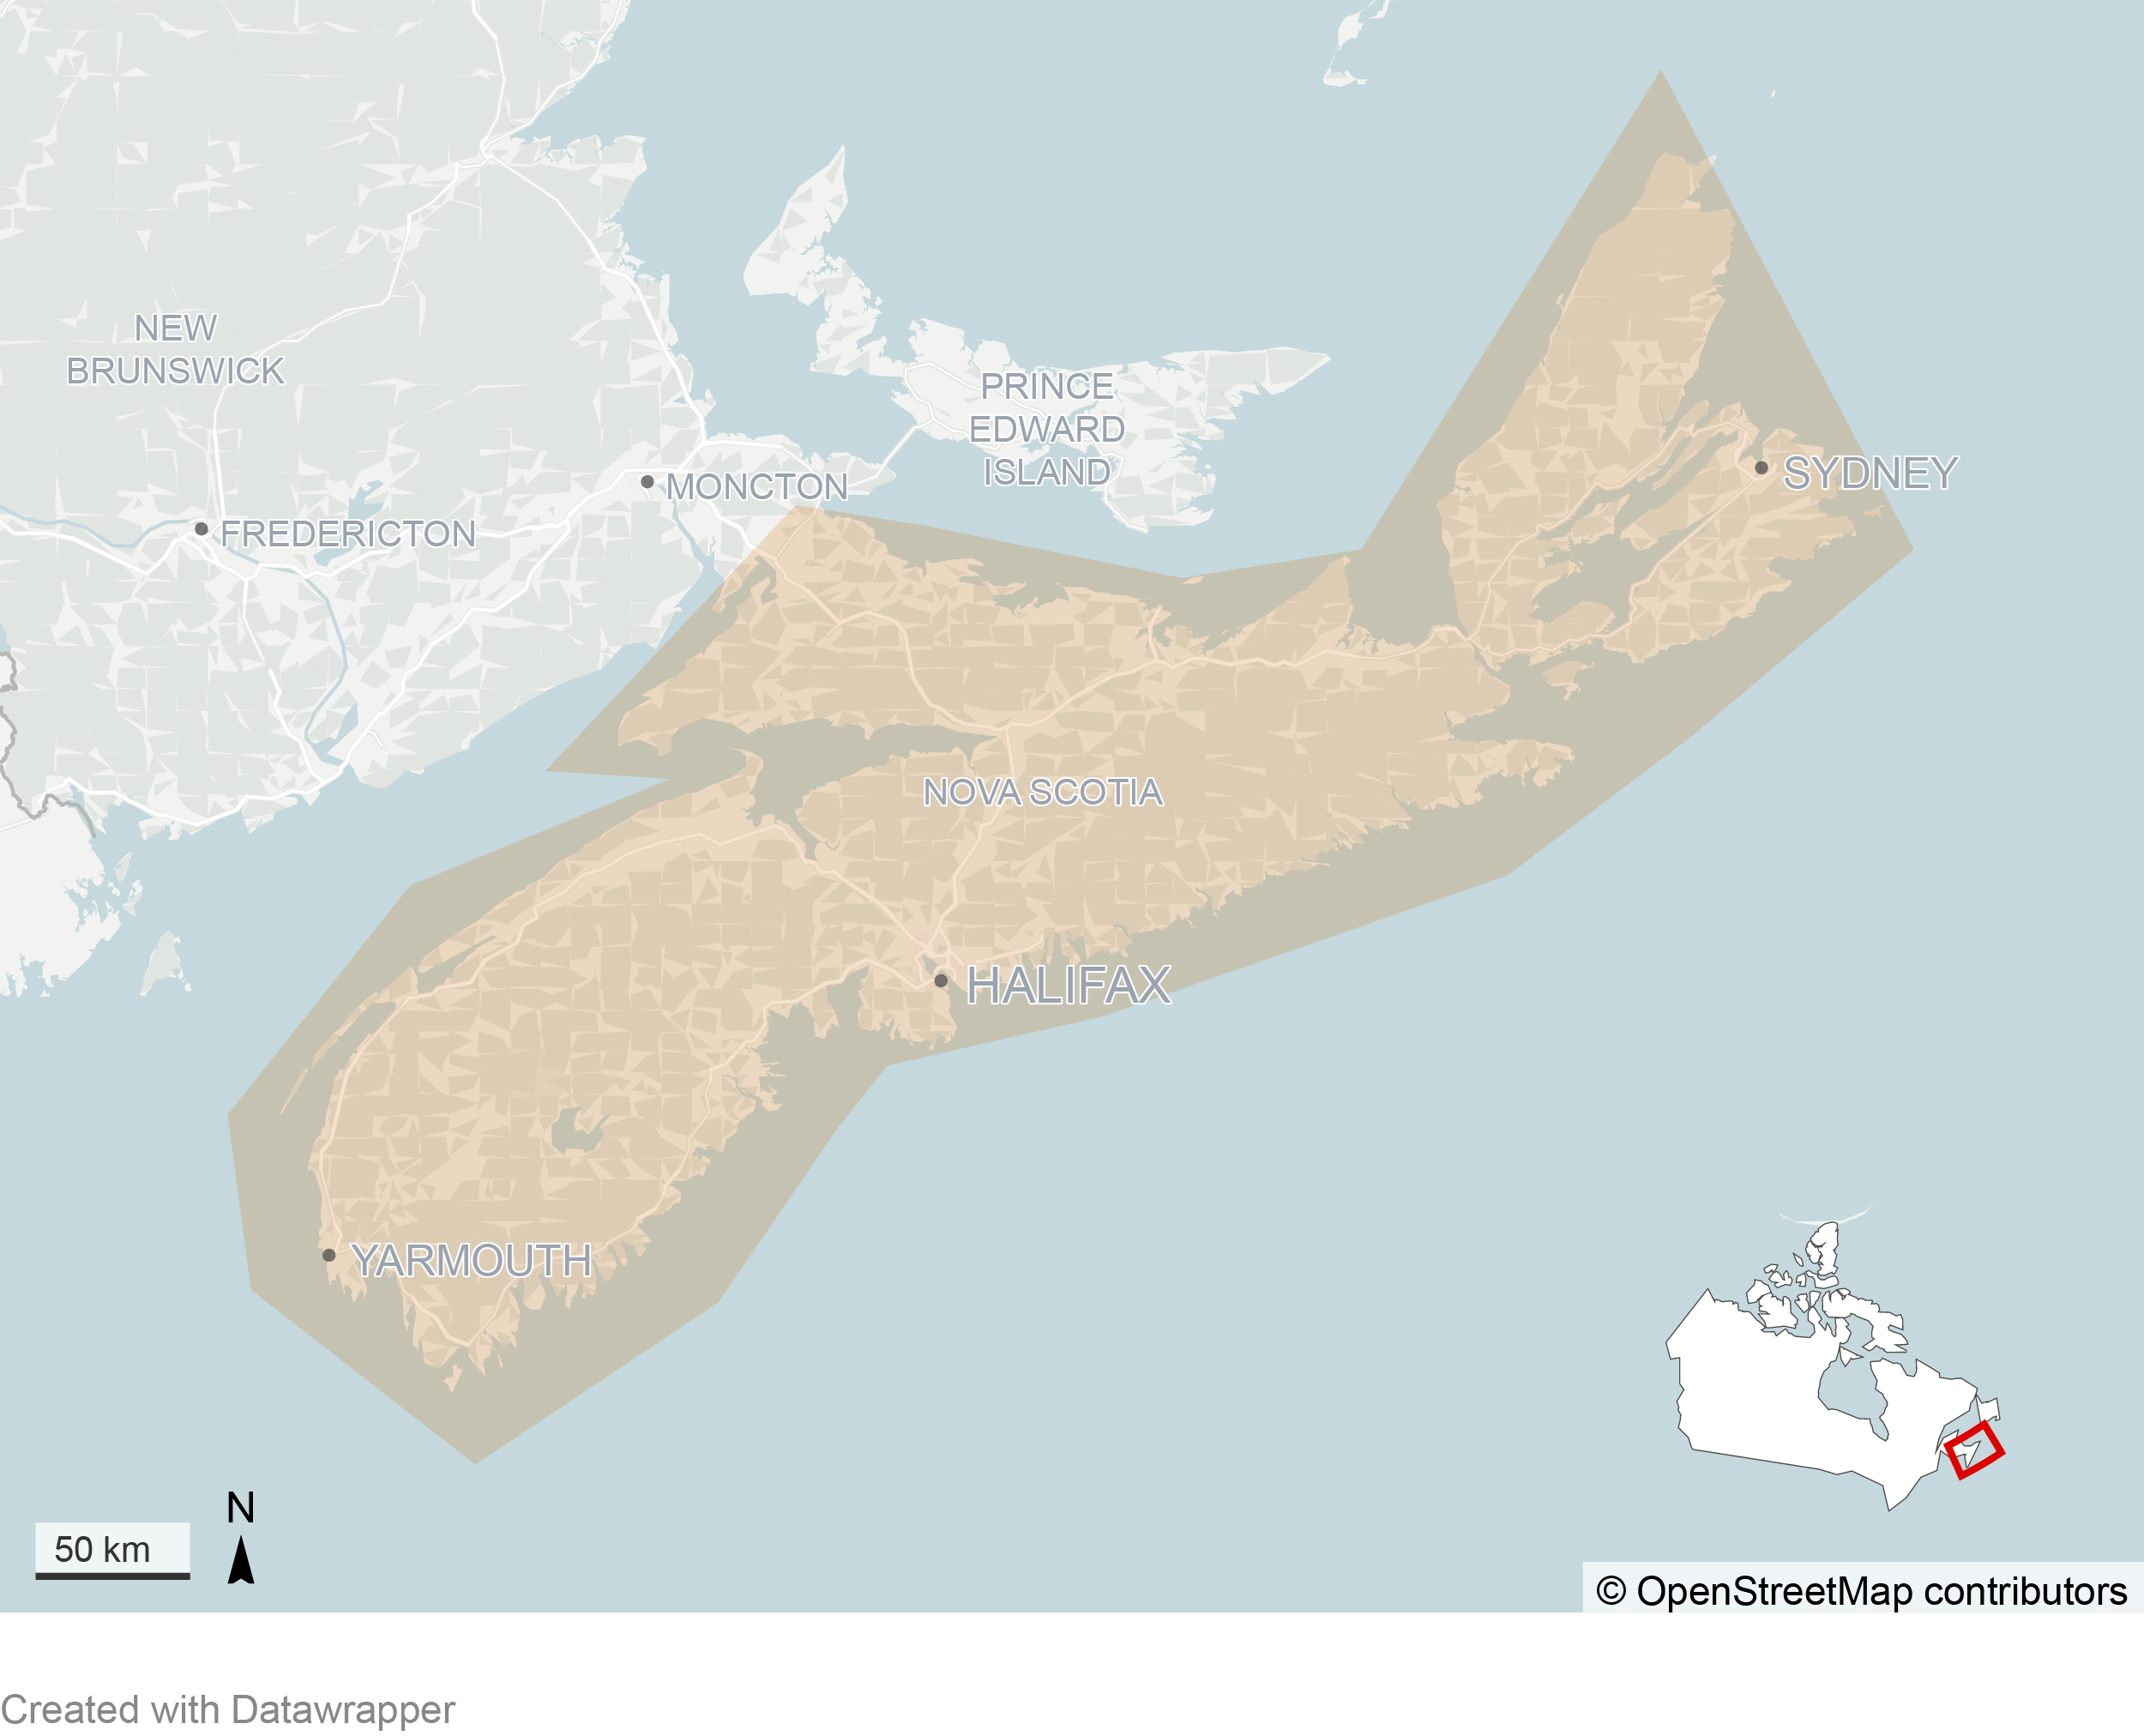 NEW
BRUNSWICK
PRINCE
EDWARD
ISLAND
SYDNEY
MONCTON
FREDERICTON
NOVA SCOTIA
HALIFAX
YARMOUTH
N
50 km
© OpenStreetMap contributors
Created with Datawrapper